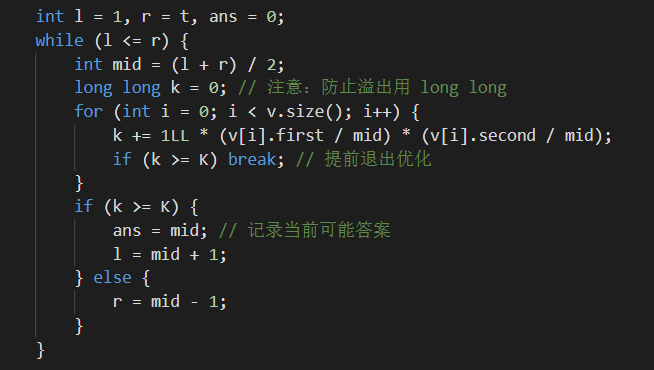 int l = 1, r = t, ans = 0;
while (l <= r) {
    int mid = (l + r) / 2;
    long long k = 0; // 注意：防止溢出用 long long
    for (int i = 0; i < v.size(); i++) {
        k += 1LL * (v[i].first / mid) * (v[i].second / mid);
        if (k >= K) break; // 提前退出优化
    }
    if (k >= K) {
        ans = mid; // 记录当前可能答案
        l = mid + 1;
    } else {
        r = mid - 1;
    }
}